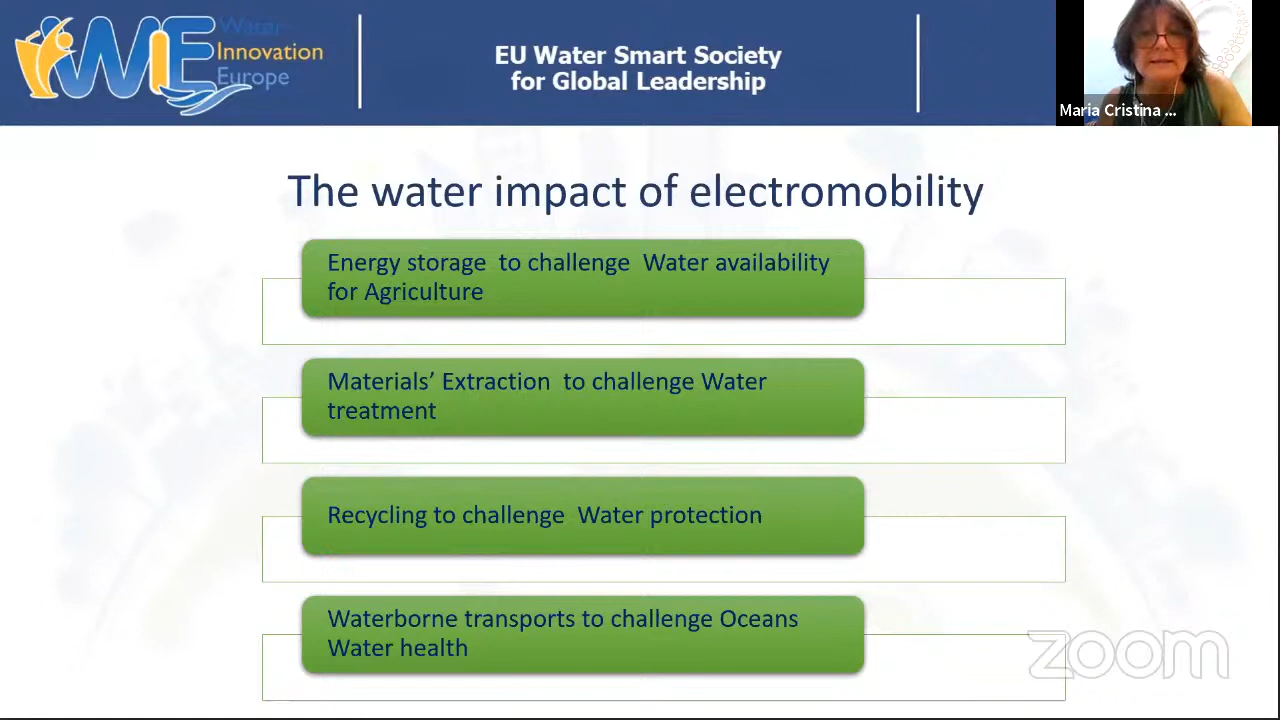 Water
Innovation
Europe
EU Water Smart Society
for Global Leadership
Maria Cristina ...
The water impact of electromobility
Energy storage to challenge Water availability
for Agriculture
Materials’ Extraction to challenge Water
treatment
Recycling to challenge Water protection
Waterborne transports to challenge Oceans
Water health
zoom